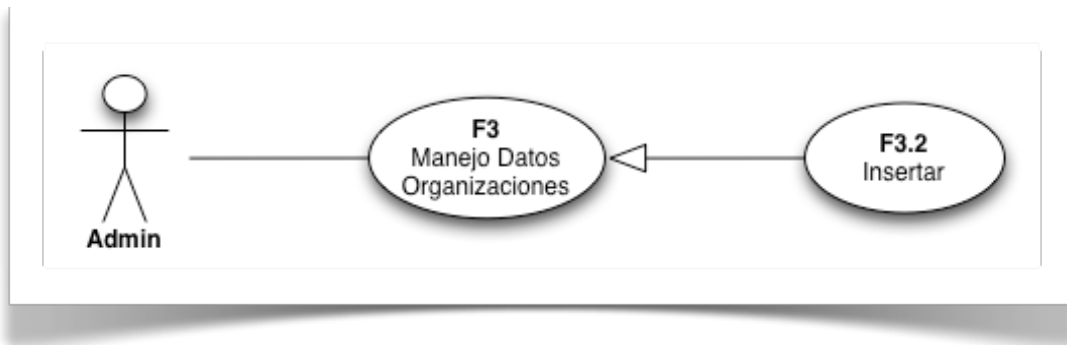 Admin
F3
Manejo Datos
Organizaciones
F3.2
Insertar